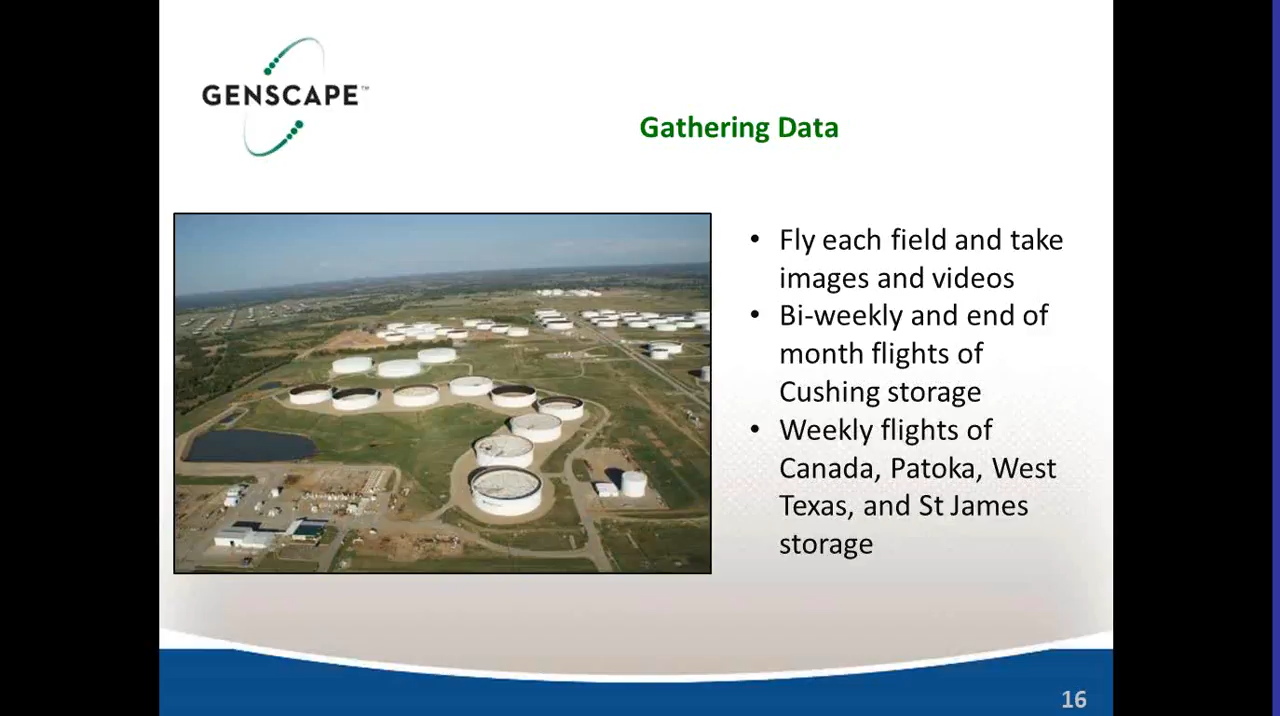 GENSCAPE™
Gathering Data
• Fly each field and take
images and videos
• Bi-weekly and end of
month flights of
Cushing storage
• Weekly flights of
Canada, Patoka, West
Texas, and St James
storage
16